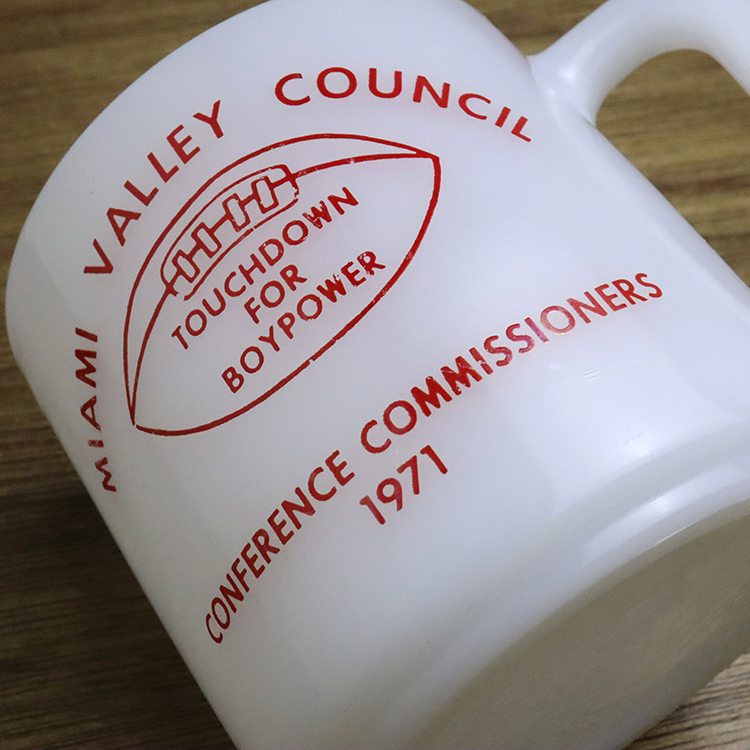 MIAMI VALLEY COUNCIL
TOUCHDOWN
FOR
BOYPOWER
CONFERENCE COMMISSIONERS
1971